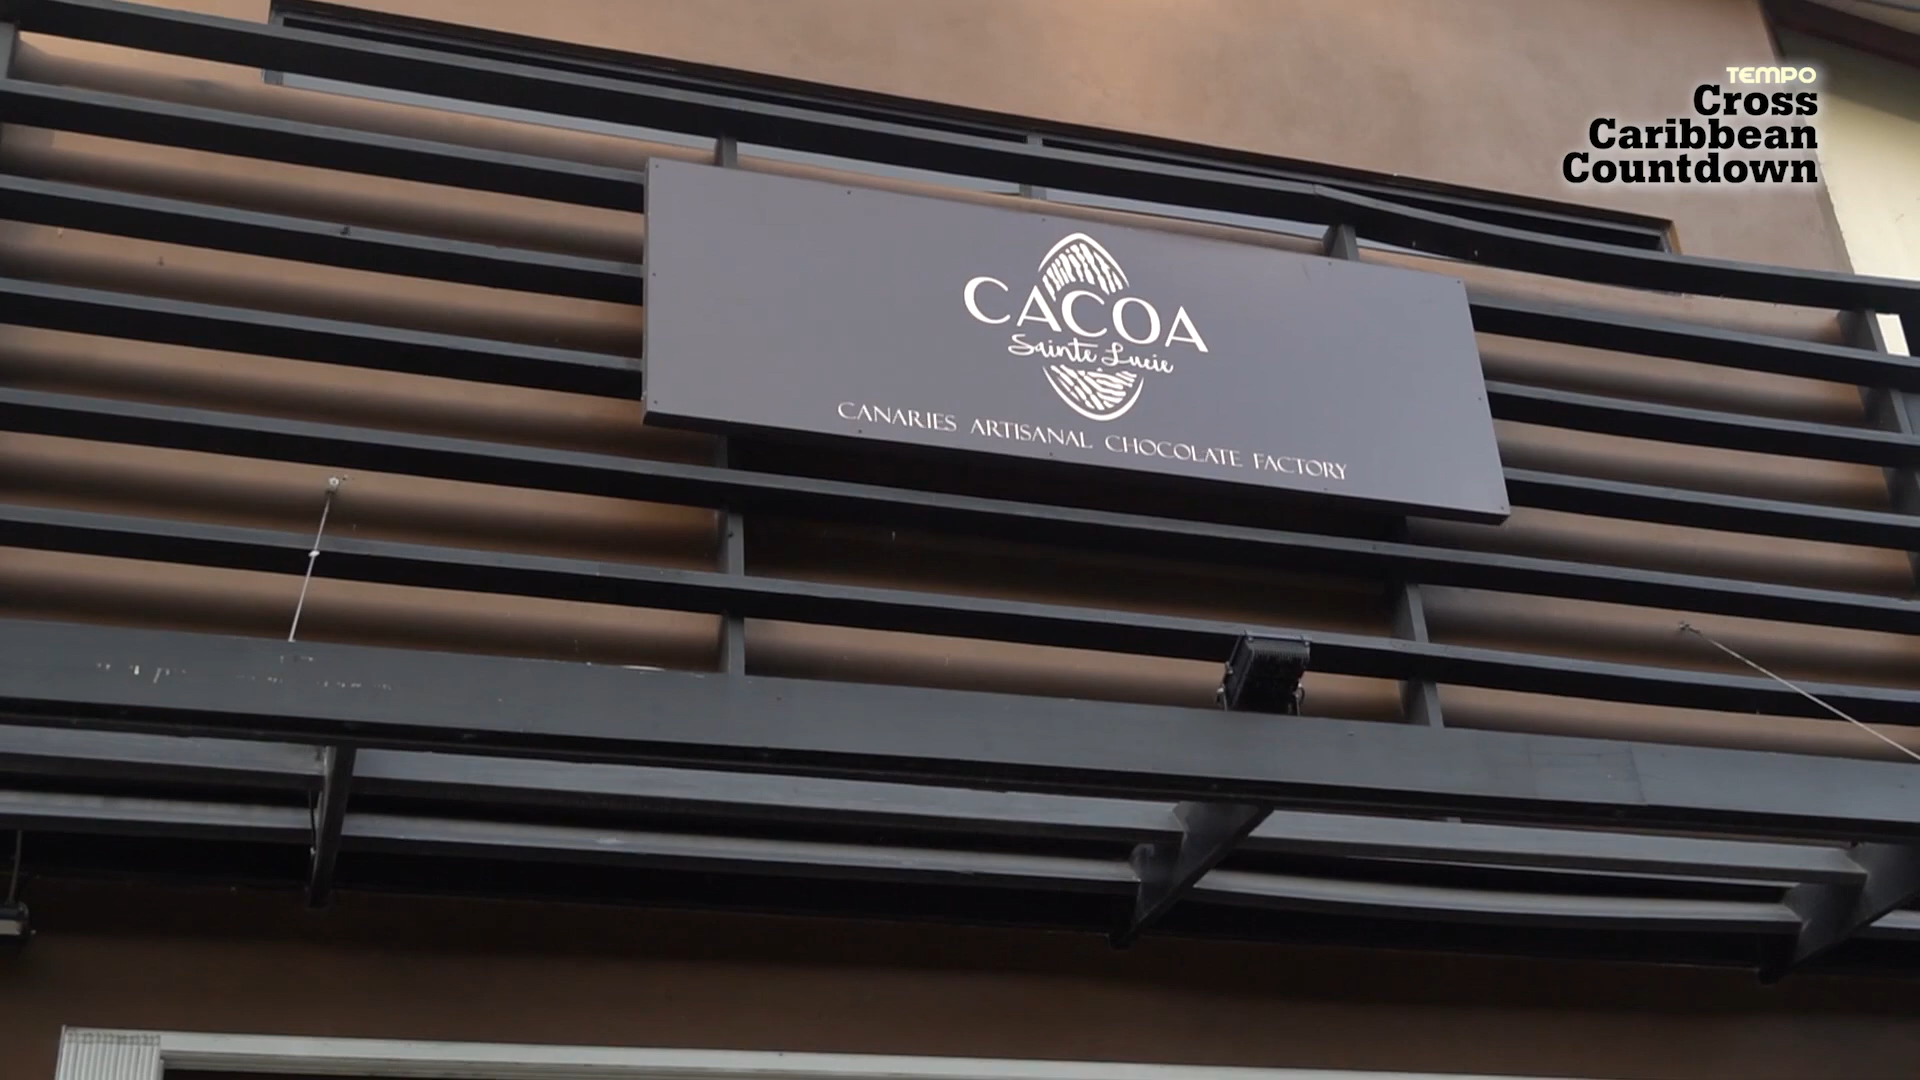 TEMPO
Cross
Caribbean
Countdown
CACOA
Sainte Lucie
CANARIES ARTISANAL CHOCOLATE FACTORY